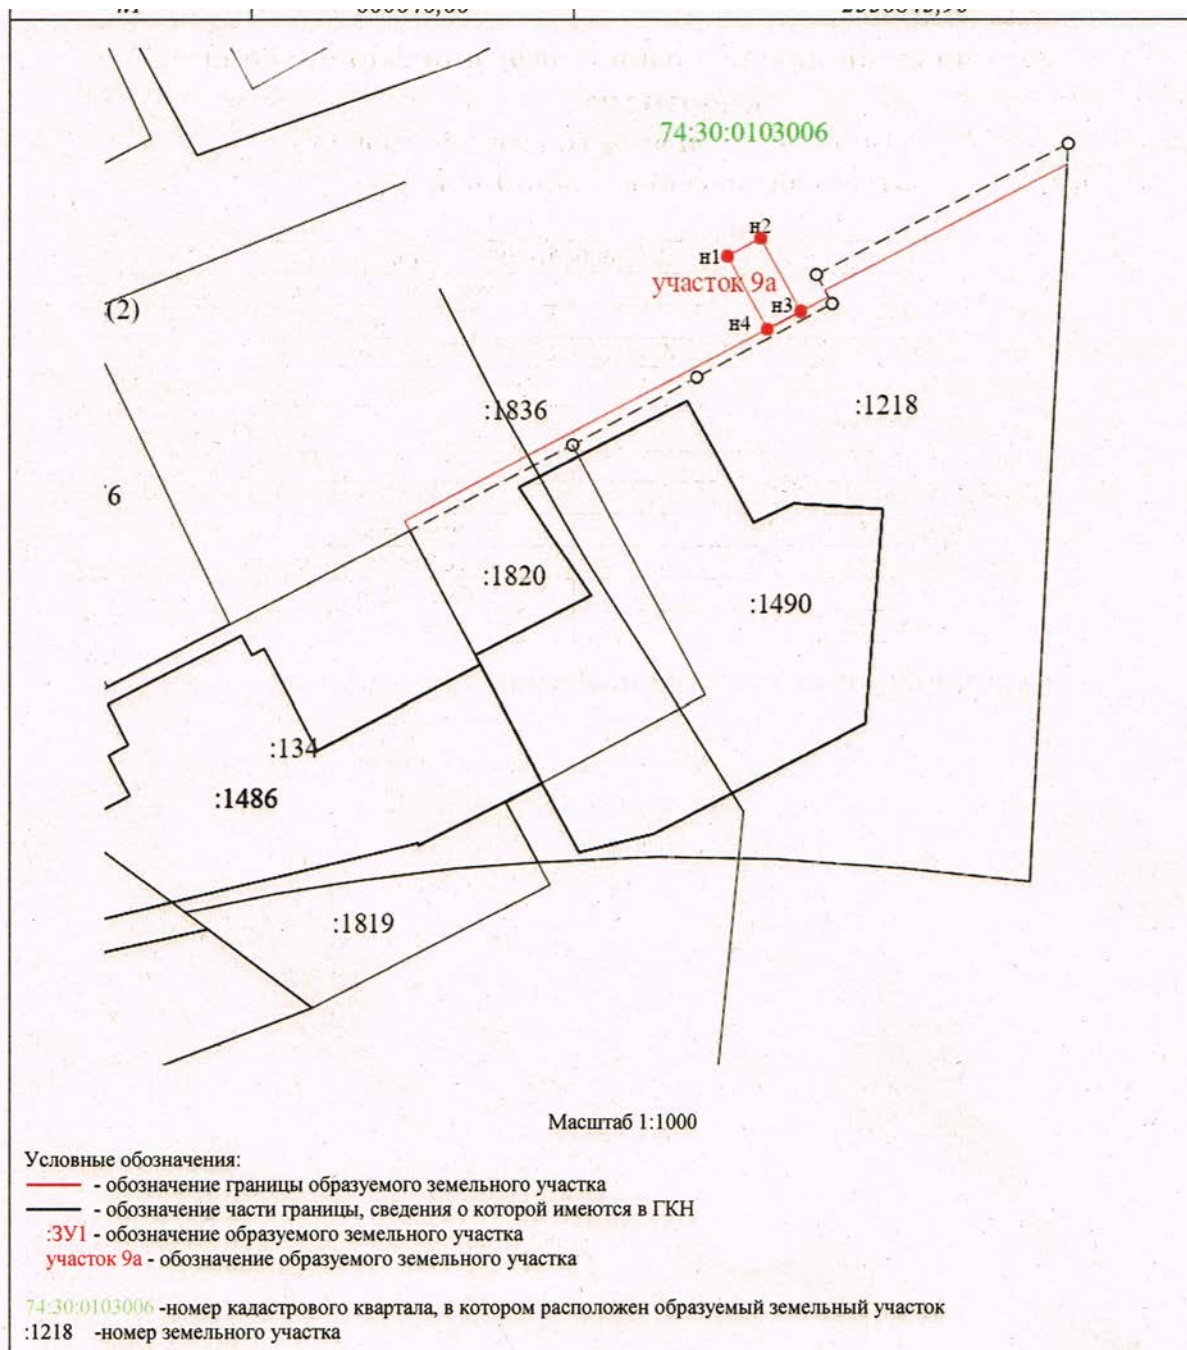 74:30:0103006
н2
н1
участок 9а
н3
н4
(2)
:1836
:1218
6
:1820
:1490
:134
:1486
:1819
Масштаб 1:1000
Условные обозначения:
- обозначение границы образуемого земельного участка
- обозначение части границы, сведения о которой имеются в ГКН
:ЗУ1 - обозначение образуемого земельного участка
участок 9а - обозначение образуемого земельного участка
74:30:0103006 -номер кадастрового квартала, в котором расположен образуемый земельный участок
:1218 -номер земельного участка